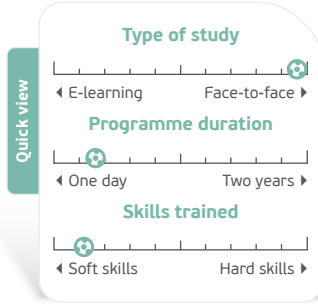 Quick view
Type of study
E-learning Face-to-face
Programme duration
One day Two years
Skills trained
Soft skills Hard skills